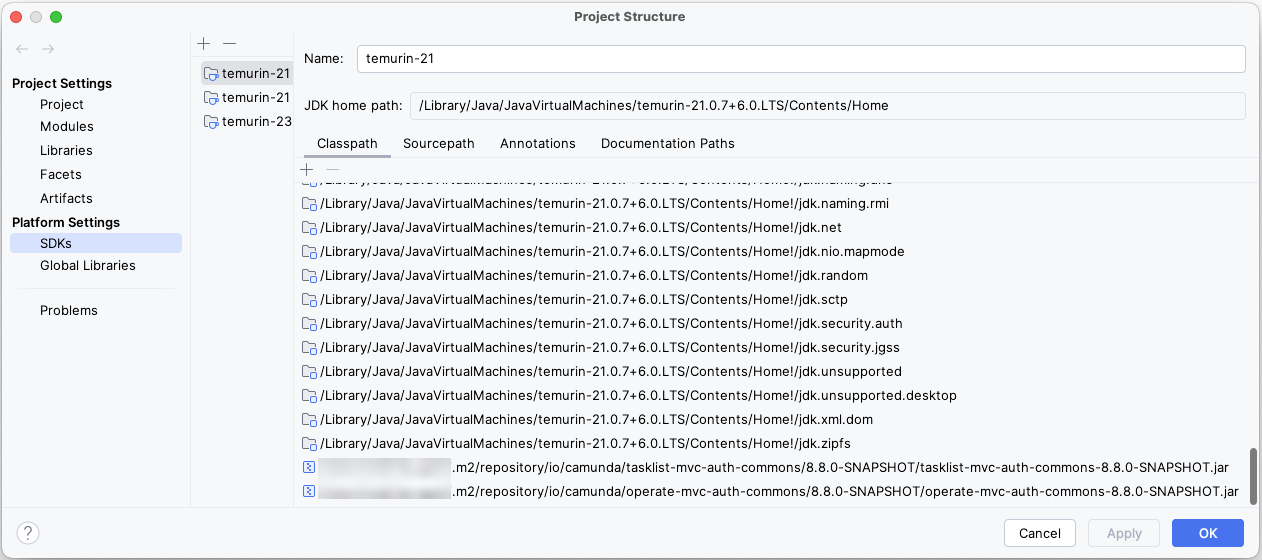 Project Structure
Project Settings
Project
Modules
Libraries
Facets
Artifacts
Platform Settings
SDKs
Global Libraries
Problems
temurin-21
temurin-21
temurin-23
Name: temurin-21
JDK home path: /Library/Java/JavaVirtualMachines/temurin-21.0.7+6.0.LTS/Contents/Home
Classpath Sourcepath Annotations Documentation Paths
/Library/Java/JavaVirtualMachines/temurin-21.0.7+6.0.LTS/Contents/Home!/jdk.naming.rmi
/Library/Java/JavaVirtualMachines/temurin-21.0.7+6.0.LTS/Contents/Home!/jdk.net
/Library/Java/JavaVirtualMachines/temurin-21.0.7+6.0.LTS/Contents/Home!/jdk.nio.mapmode
/Library/Java/JavaVirtualMachines/temurin-21.0.7+6.0.LTS/Contents/Home!/jdk.random
/Library/Java/JavaVirtualMachines/temurin-21.0.7+6.0.LTS/Contents/Home!/jdk.sctp
/Library/Java/JavaVirtualMachines/temurin-21.0.7+6.0.LTS/Contents/Home!/jdk.security.auth
/Library/Java/JavaVirtualMachines/temurin-21.0.7+6.0.LTS/Contents/Home!/jdk.security.jgss
/Library/Java/JavaVirtualMachines/temurin-21.0.7+6.0.LTS/Contents/Home!/jdk.unsupported
/Library/Java/JavaVirtualMachines/temurin-21.0.7+6.0.LTS/Contents/Home!/jdk.unsupported.desktop
/Library/Java/JavaVirtualMachines/temurin-21.0.7+6.0.LTS/Contents/Home!/jdk.xml.dom
/Library/Java/JavaVirtualMachines/temurin-21.0.7+6.0.LTS/Contents/Home!/jdk.zipfs
.m2/repository/io/camunda/tasklist-mvc-auth-commons/8.8.0-SNAPSHOT/tasklist-mvc-auth-commons-8.8.0-SNAPSHOT.jar
.m2/repository/io/camunda/operate-mvc-auth-commons/8.8.0-SNAPSHOT/operate-mvc-auth-commons-8.8.0-SNAPSHOT.jar
? Cancel Apply OK